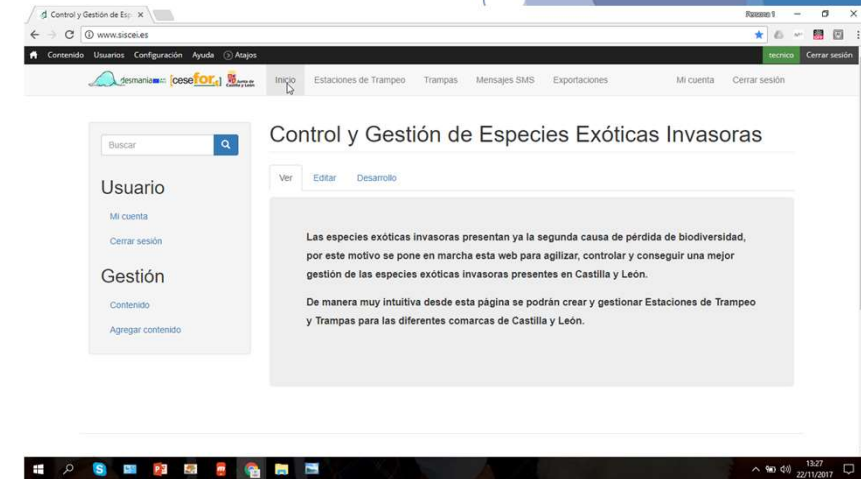 Control y Gestión de Esp
www.siscei.es
Contenido Usuarios Configuración Ayuda Atajos
tecnico Cerrar sesión
desmania [cesefor] Junta de Castilla y León
Inicio Estaciones de Trampeo Trampas Mensajes SMS Exportaciones Mi cuenta Cerrar sesión
Buscar
Usuario
Mi cuenta
Cerrar sesión
Gestión
Contenido
Agregar contenido
Control y Gestión de Especies Exóticas Invasoras
Ver Editar Desarrollo
Las especies exóticas invasoras presentan ya la segunda causa de pérdida de biodiversidad,
por este motivo se pone en marcha esta web para agilizar, controlar y conseguir una mejor
gestión de las especies exóticas invasoras presentes en Castilla y León.
De manera muy intuitiva desde esta página se podrán crear y gestionar Estaciones de Trampeo
y Trampas para las diferentes comarcas de Castilla y León.
13:27
22/11/2017